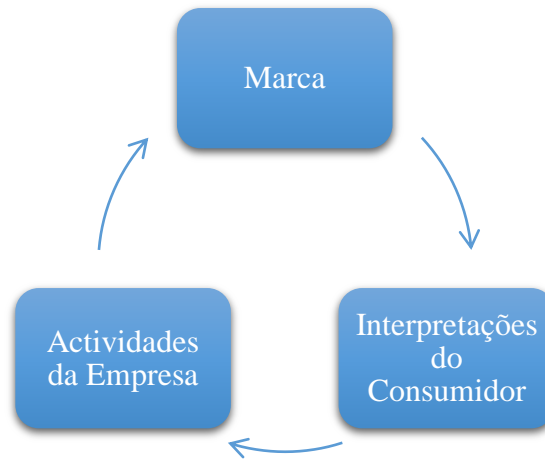 Marca
Interpretações
do
Consumidor
Actividades
da Empresa